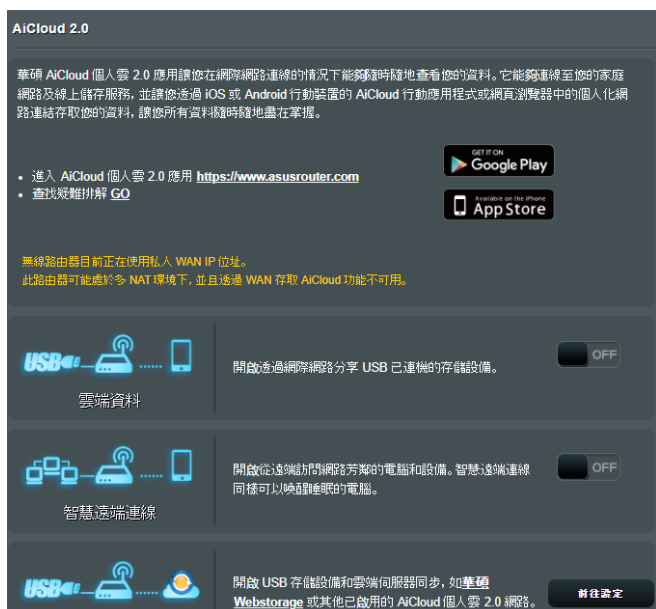 AiCloud 2.0
華碩 AiCloud 個人雲 2.0 應用讓您在網際網路連線的情況下能夠隨時隨地查看您的資料。它能夠連線至您的家庭
網路及線上儲存服務，並讓您透過 iOS 或 Android 行動裝置的 AiCloud 行動應用程式或網頁瀏覽器中的個人化網
路連結存取您的資料，讓您所有資料隨時隨地盡在掌握。
• 進入 AiCloud 個人雲 2.0 應用 https://www.asusrouter.com
• 查找疑難排解 GO
GET IT ON
Google Play
Available on the iPhone
App Store
無線路由器目前正在使用私人 WAN IP 位址。
此路由器可能處於多 NAT 環境下，並且透過 WAN 存取 AiCloud 功能不可用。
USB
雲端資料
開啟透過網際網路分享 USB 已連機的存儲設備。
OFF
智慧遠端連線
開啟從遠端訪問網路芳鄰的電腦和設備。智慧遠端連線
同樣可以喚醒睡眠的電腦。
OFF
USB
開啟 USB 存儲設備和雲端伺服器同步，如華碩
Webstorage 或其他已啟用的 AiCloud 個人雲 2.0 網路。
前往設定